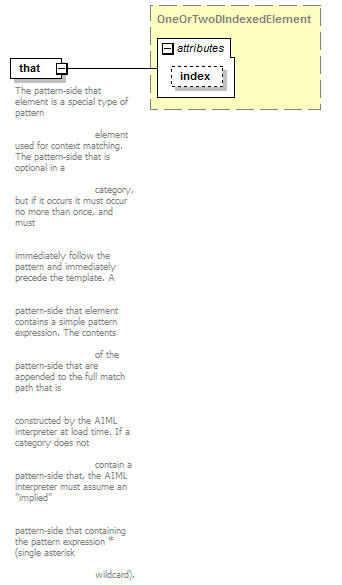 OneOrTwoDIndexedElement
attributes
that
index
The pattern-side that
element is a special type of
pattern
element
used for context matching.
The pattern-side that is
optional in a
category,
but if it occurs it must occur
no more than once, and
must
immediately follow the
pattern and immediately
precede the template. A
pattern-side that element
contains a simple pattern
expression. The contents
of the
pattern-side that are
appended to the full match
path that is
constructed by the AIML
interpreter at load time. If a
category does not
contain a
pattern-side that, the AIML
interpreter must assume an
"implied"
pattern-side that containing
the pattern expression *
(single asterisk
wildcard).